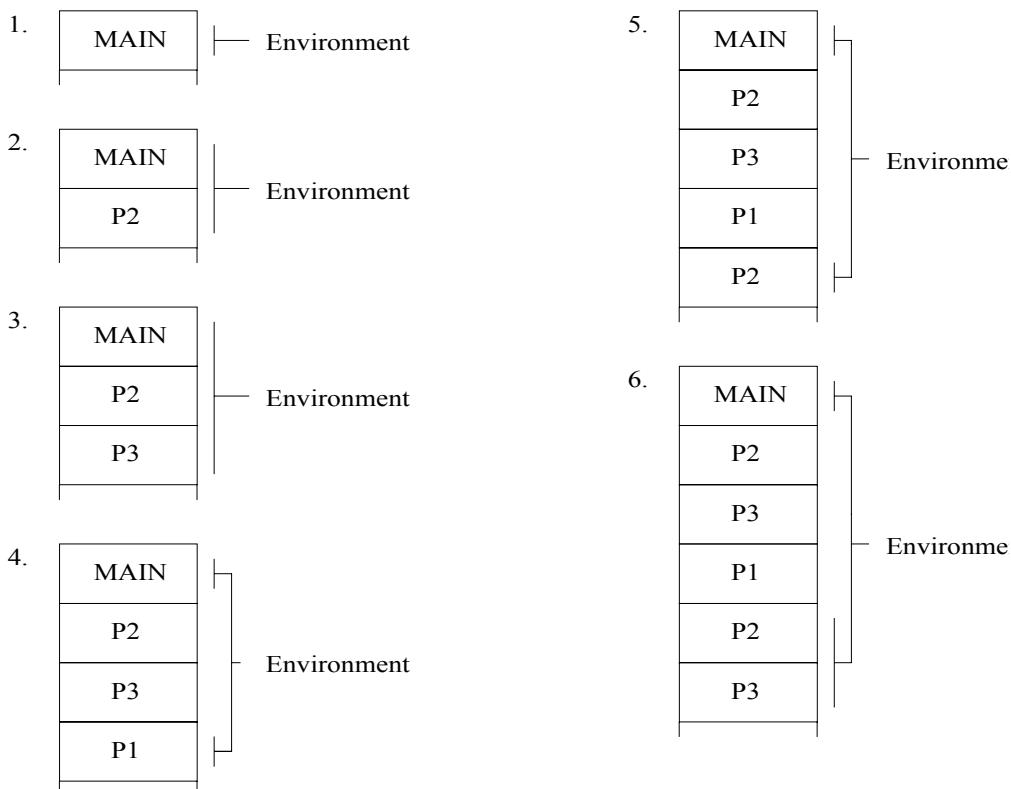 1.
MAIN
Environment
2.
MAIN
Environment
P2
3.
MAIN
P2
Environment
P3
4.
MAIN
P2
P3
Environment
P1
5.
MAIN
P2
P3
Environme
P1
P2
6.
MAIN
P2
P3
Environme
P1
P2
P3